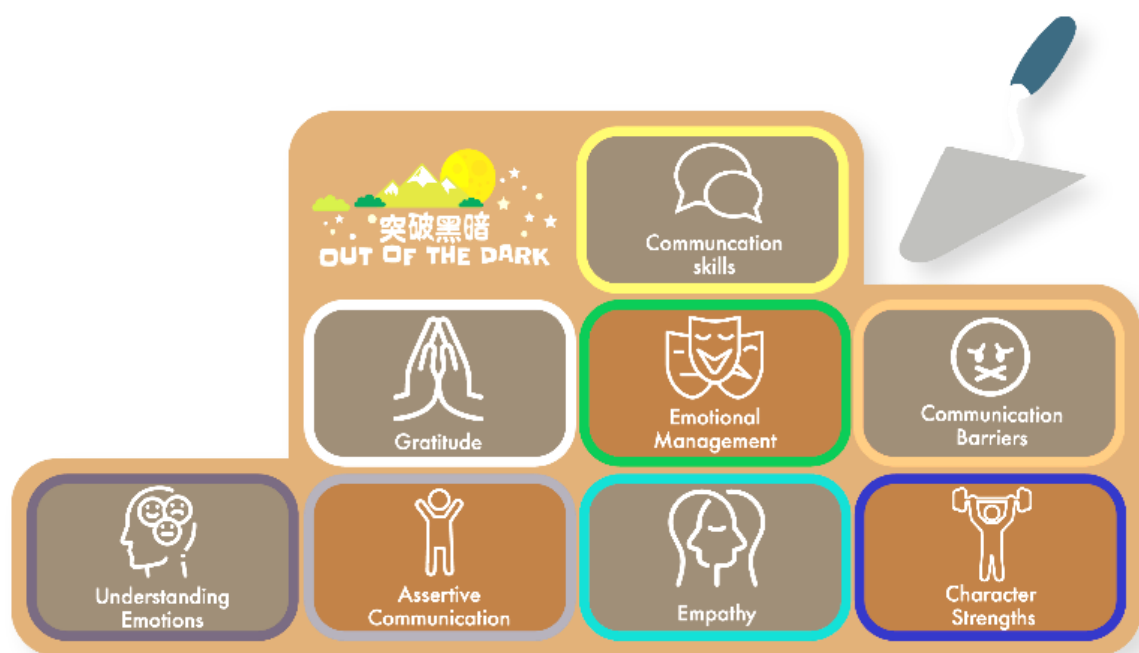 突破黑暗
OUT OF THE DARK
Communcation
skills
Gratitude
Emotional
Management
Communication
Barriers
Understanding
Emotions
Assertive
Communication
Empathy
Character
Strengths